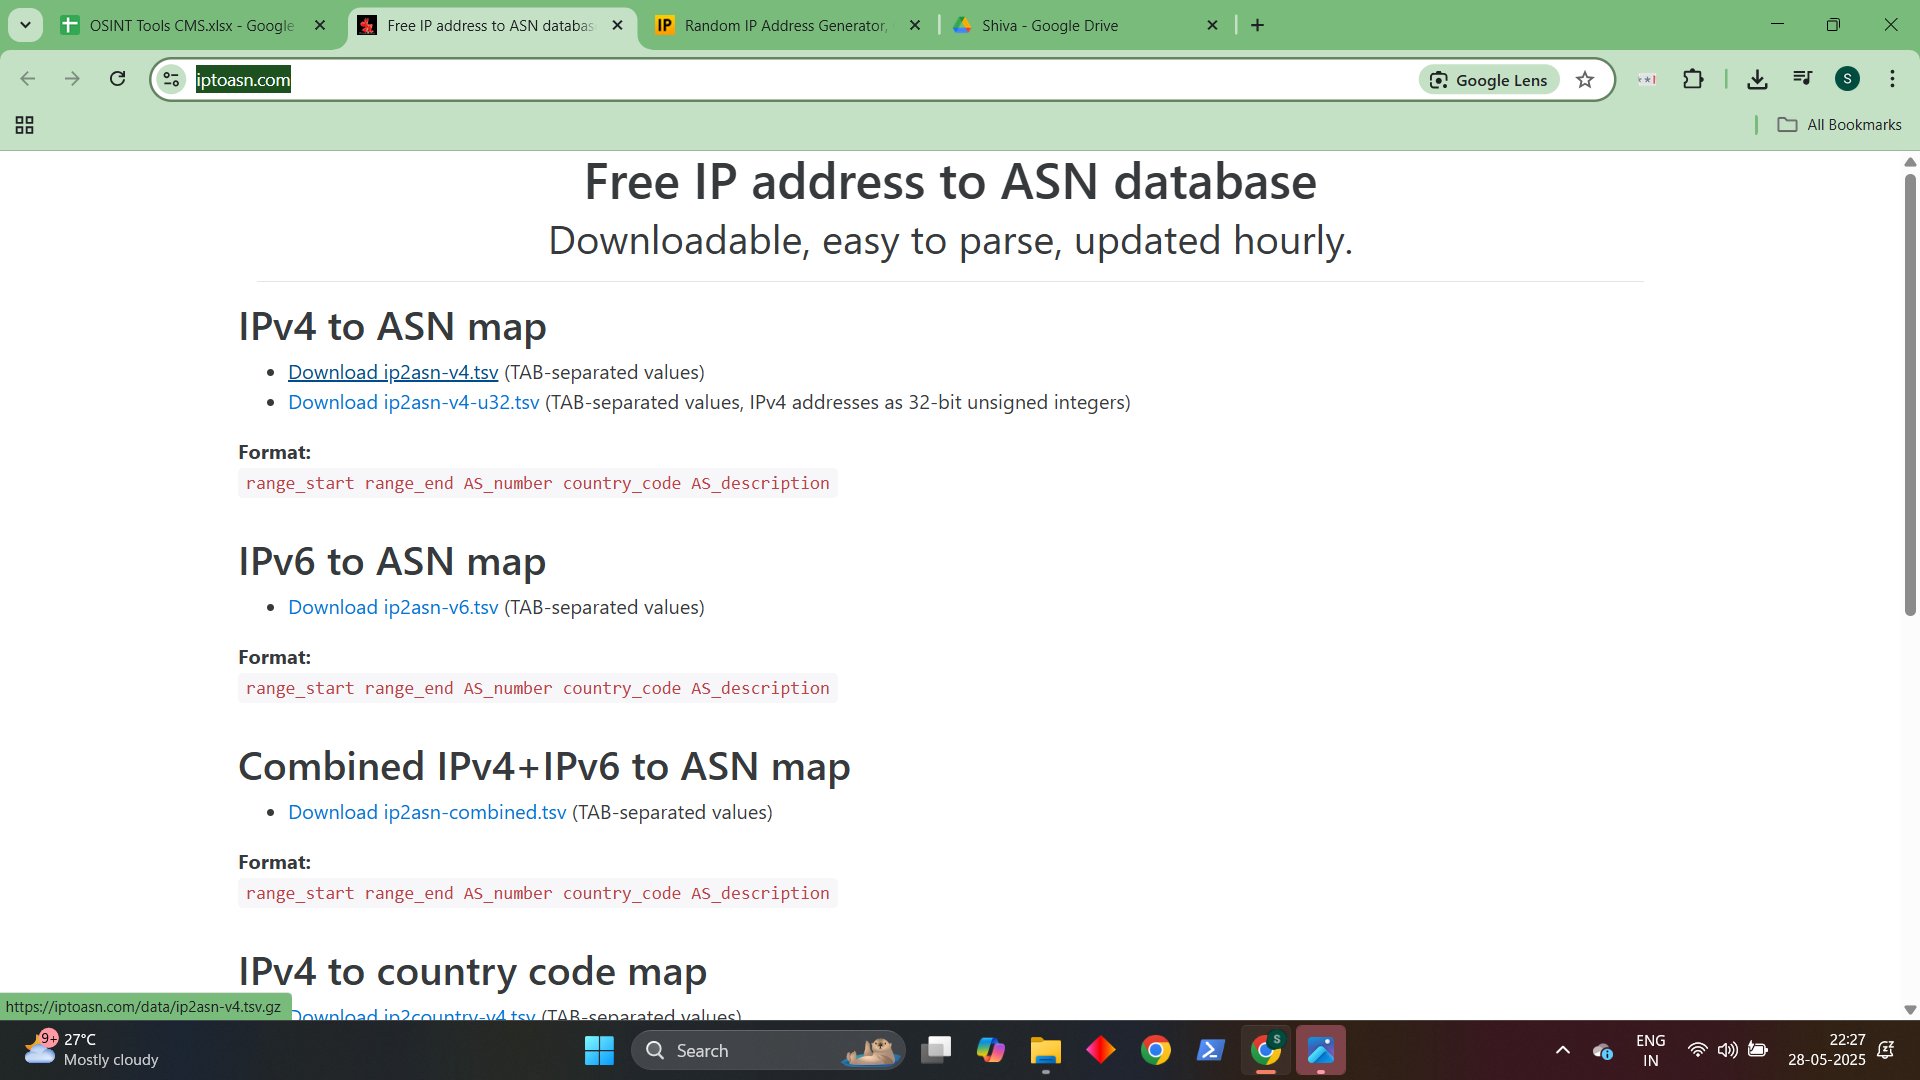 OSINT Tools CMS.xlsx - Google
Free IP address to ASN databas
IP
Random IP Address Generator,
Shiva - Google Drive
iptoasn.com
Google Lens
S
All Bookmarks
Free IP address to ASN database
Downloadable, easy to parse, updated hourly.
IPv4 to ASN map
Download ip2asn-v4.tsv (TAB-separated values)
Download ip2asn-v4-u32.tsv (TAB-separated values, IPv4 addresses as 32-bit unsigned integers)
Format:
range_start range_end AS_number country_code AS_description
IPv6 to ASN map
Download ip2asn-v6.tsv (TAB-separated values)
Format:
range_start range_end AS_number country_code AS_description
Combined IPv4+IPv6 to ASN map
Download ip2asn-combined.tsv (TAB-separated values)
Format:
range_start range_end AS_number country_code AS_description
IPv4 to country code map
Download ip2country-v4.tsv (TAB-separated values)
https://iptoasn.com/data/ip2asn-v4.tsv.gz
9+
27°C
Mostly cloudy
Search
S
ENG
IN
22:27
28-05-2025